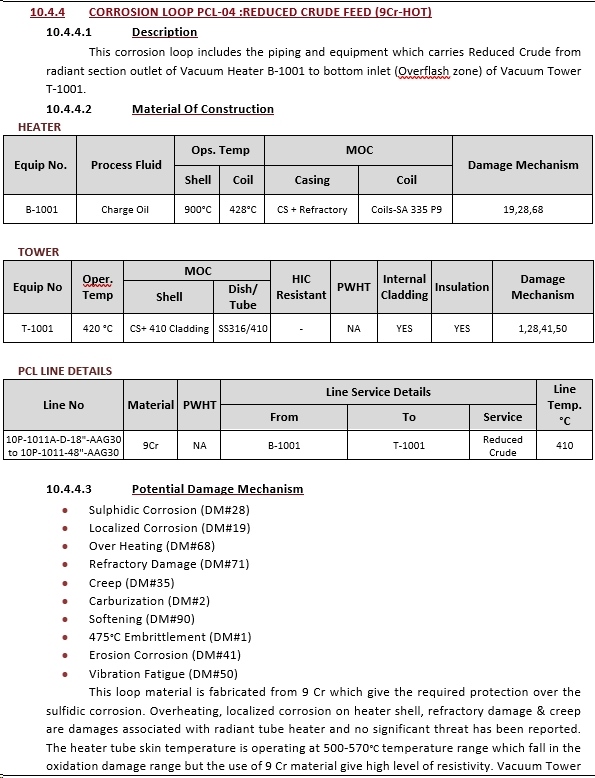 10.4.4 CORROSION LOOP PCL-04 :REDUCED CRUDE FEED (9Cr-HOT)
10.4.4.1 Description
This corrosion loop includes the piping and equipment which carries Reduced Crude from
radiant section outlet of Vacuum Heater B-1001 to bottom inlet (Overflash zone) of Vacuum Tower
T-1001.
10.4.4.2 Material Of Construction
HEATER
Equip No. Process Fluid Ops. Temp MOC Damage Mechanism
Shell Coil Casing Coil
B-1001 Charge Oil 900°C 428°C CS + Refractory Coils-SA 335 P9 19,28,68
TOWER
Equip No Oper. Temp MOC HIC Resistant PWHT Internal Cladding Insulation Damage Mechanism
Shell Dish/ Tube
T-1001 420 °C CS+ 410 Cladding SS316/410 - NA YES YES 1,28,41,50
PCL LINE DETAILS
Line No Material PWHT Line Service Details Line Temp. °C
From To Service
10P-1011A-D-18"-AAG30 to 10P-1011-48"-AAG30 9Cr NA B-1001 T-1001 Reduced Crude 410
10.4.4.3 Potential Damage Mechanism
• Sulphidic Corrosion (DM#28)
• Localized Corrosion (DM#19)
• Over Heating (DM#68)
• Refractory Damage (DM#71)
• Creep (DM#35)
• Carburization (DM#2)
• Softening (DM#90)
• 475°C Embrittlement (DM#1)
• Erosion Corrosion (DM#41)
• Vibration Fatigue (DM#50)
This loop material is fabricated from 9 Cr which give the required protection over the
sulfidic corrosion. Overheating, localized corrosion on heater shell, refractory damage & creep
are damages associated with radiant tube heater and no significant threat has been reported.
The heater tube skin temperature is operating at 500-570°c temperature range which fall in the
oxidation damage range but the use of 9 Cr material give high level of resistivity. Vacuum Tower